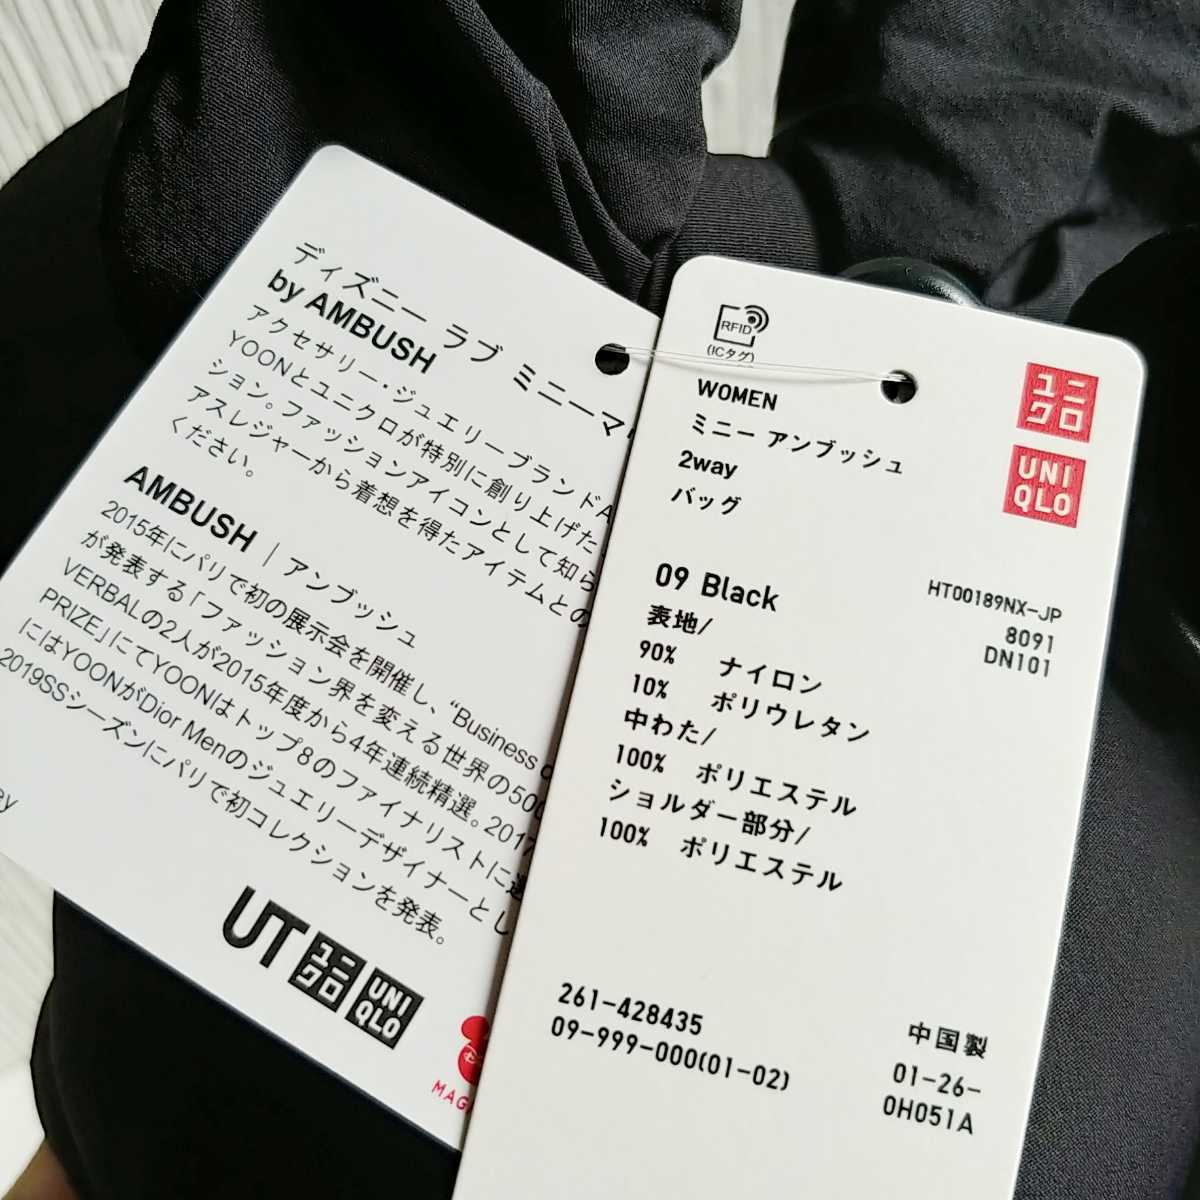 ディズニー ラブ ミニーマ
by AMBUSH
アクセサリー・ジュエリーブランドA
YOONとユニクロが特別に創り上げた
ション。ファッションアイコンとして知ら
アスレジャーから着想を得たアイテムとの
ください。
AMBUSH | アンブッシュ
2015年にパリで初の展示会を開催し、“Business o
が発表する「ファッション界を変える世界の500
VERBALの2人が2015年度から4年連続精選。2017
PRIZE」にてYOONはトップ8のファイナリストに選
にはYOONがDior Menのジュエリーデザイナーとし
2019SSシーズンにパリで初コレクションを発表。
ey
UT ユニクロ UNIQLO
MAG
RFID
(ICタグ)
WOMEN
ミニー アンブッシュ
2way
バッグ
ユニクロ
UNIQLO
09 Black
HT00189NX-JP
8091
DN101
表地/
90% ナイロン
10% ポリウレタン
中わた/
100% ポリエステル
ショルダー部分/
100% ポリエステル
261-428435
09-999-000(01-02)
中国製
01-26-
0H051A